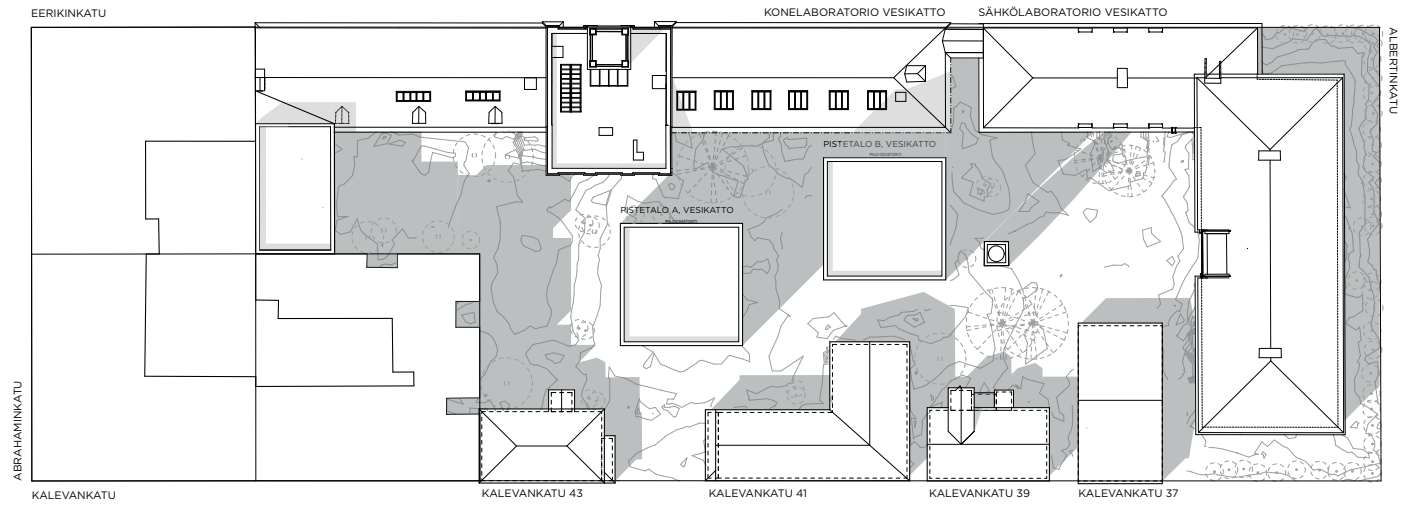 EERIKINKATU
KONELABORATORIO VESIKATTO
SÄHKÖLABORATORIO VESIKATTO
ALBERTINKATU
PISTETALO B, VESIKATTO
PISTETALO A, VESIKATTO
ABRAHAMINKATU
KALEVANKATU
KALEVANKATU 43
KALEVANKATU 41
KALEVANKATU 39
KALEVANKATU 37